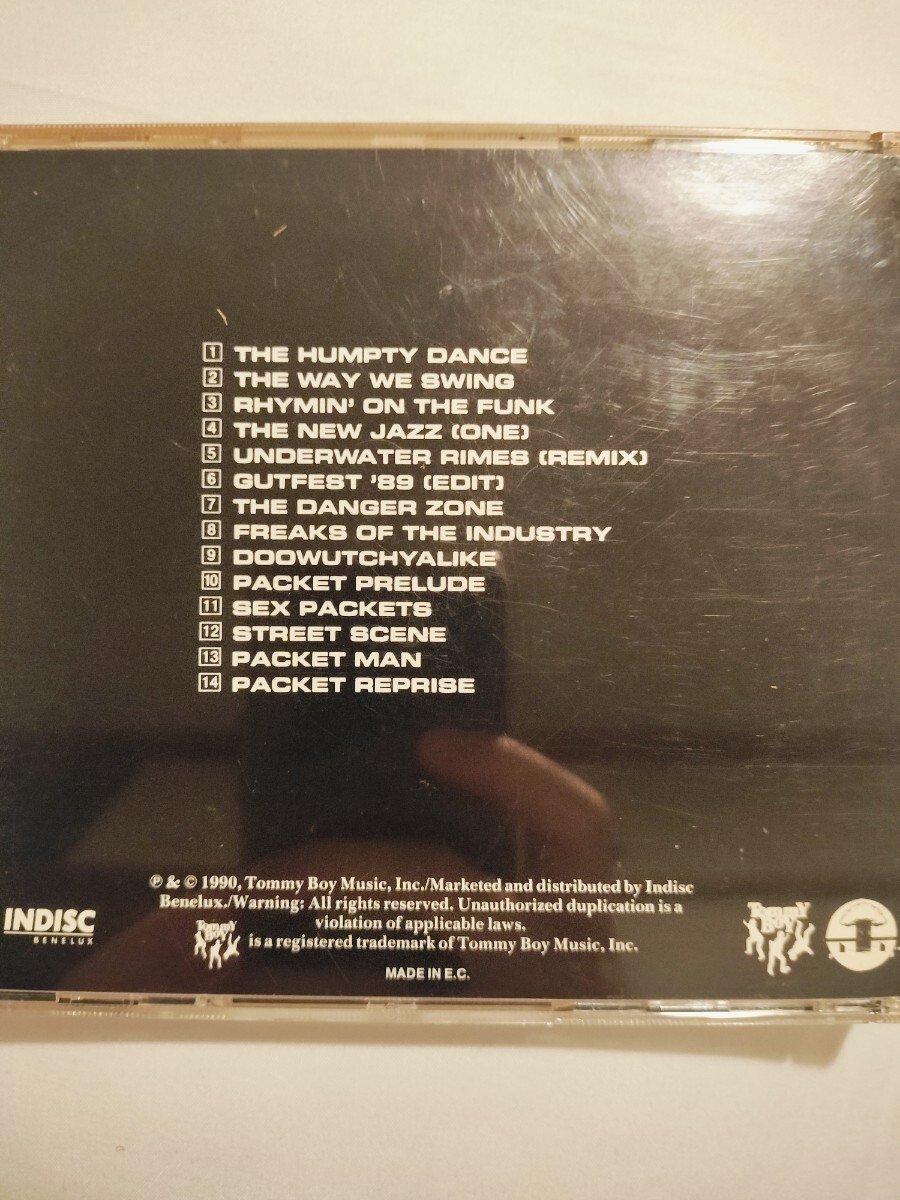 1 THE HUMPTY DANCE
2 THE WAY WE SWING
3 RHYMIN' ON THE FUNK
4 THE NEW JAZZ (ONE)
5 UNDERWATER RIMES (REMIX)
6 GUTFEST '89 (EDIT)
7 THE DANGER ZONE
8 FREAKS OF THE INDUSTRY
9 DOOWUTCHYALIKE
10 PACKET PRELUDE
11 SEX PACKETS
12 STREET SCENE
13 PACKET MAN
14 PACKET REPRISE
℗ & © 1990, Tommy Boy Music, Inc./Marketed and distributed by Indisc
Benelux./Warning: All rights reserved. Unauthorized duplication is a
violation of applicable laws.
TOMMY BOY is a registered trademark of Tommy Boy Music, Inc.
MADE IN E.C.
INDISC
BENELUX
TOMMY
BOY